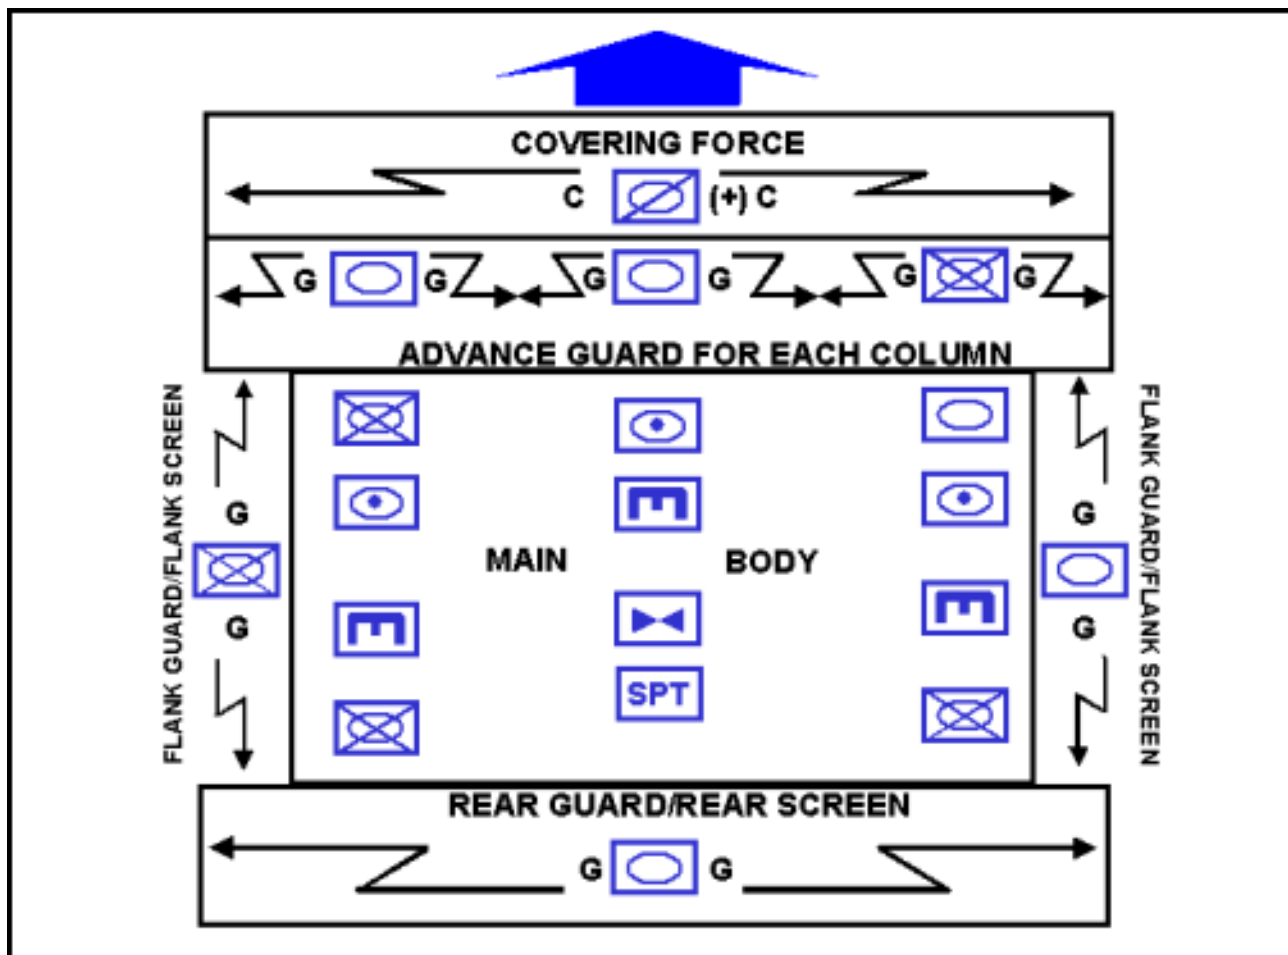 COVERING FORCE
C (+) C
G G G G G G
ADVANCE GUARD FOR EACH COLUMN
FLANK GUARD/FLANK SCREEN
G
G
E
MAIN BODY
E
E
SPT
FLANK GUARD/FLANK SCREEN
G
G
REAR GUARD/REAR SCREEN
G G